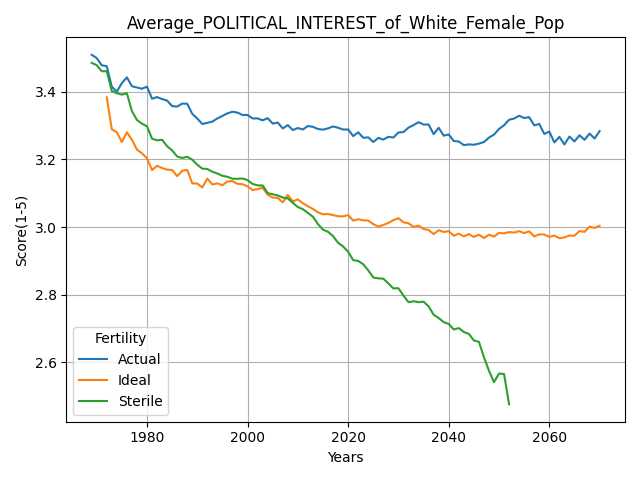 Average_POLITICAL_INTEREST_of_White_Female_Pop
Score(1-5)
3.4
3.2
3.0
2.8
2.6
Fertility
Actual
Ideal
Sterile
1980 2000 2020 2040 2060
Years